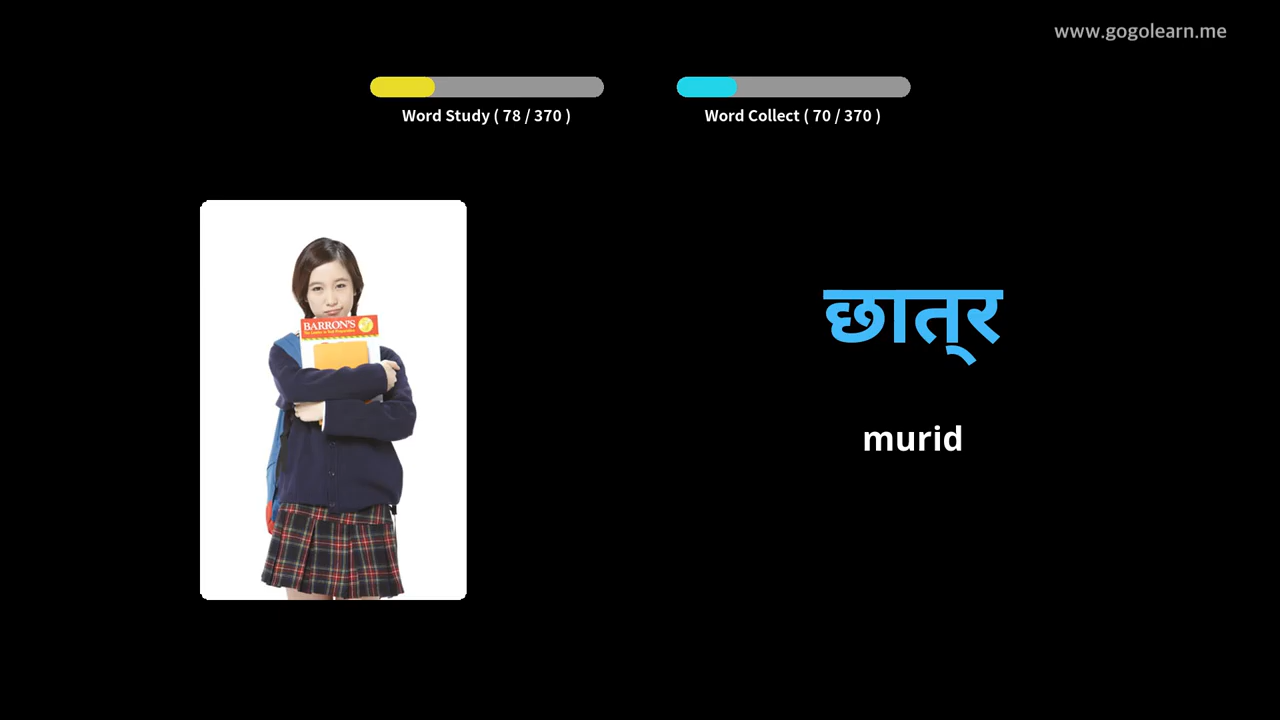 www.gogolearn.me
Word Study ( 78 / 370 )
Word Collect ( 70 / 370 )
BARRON'S
छात्‌र
murid